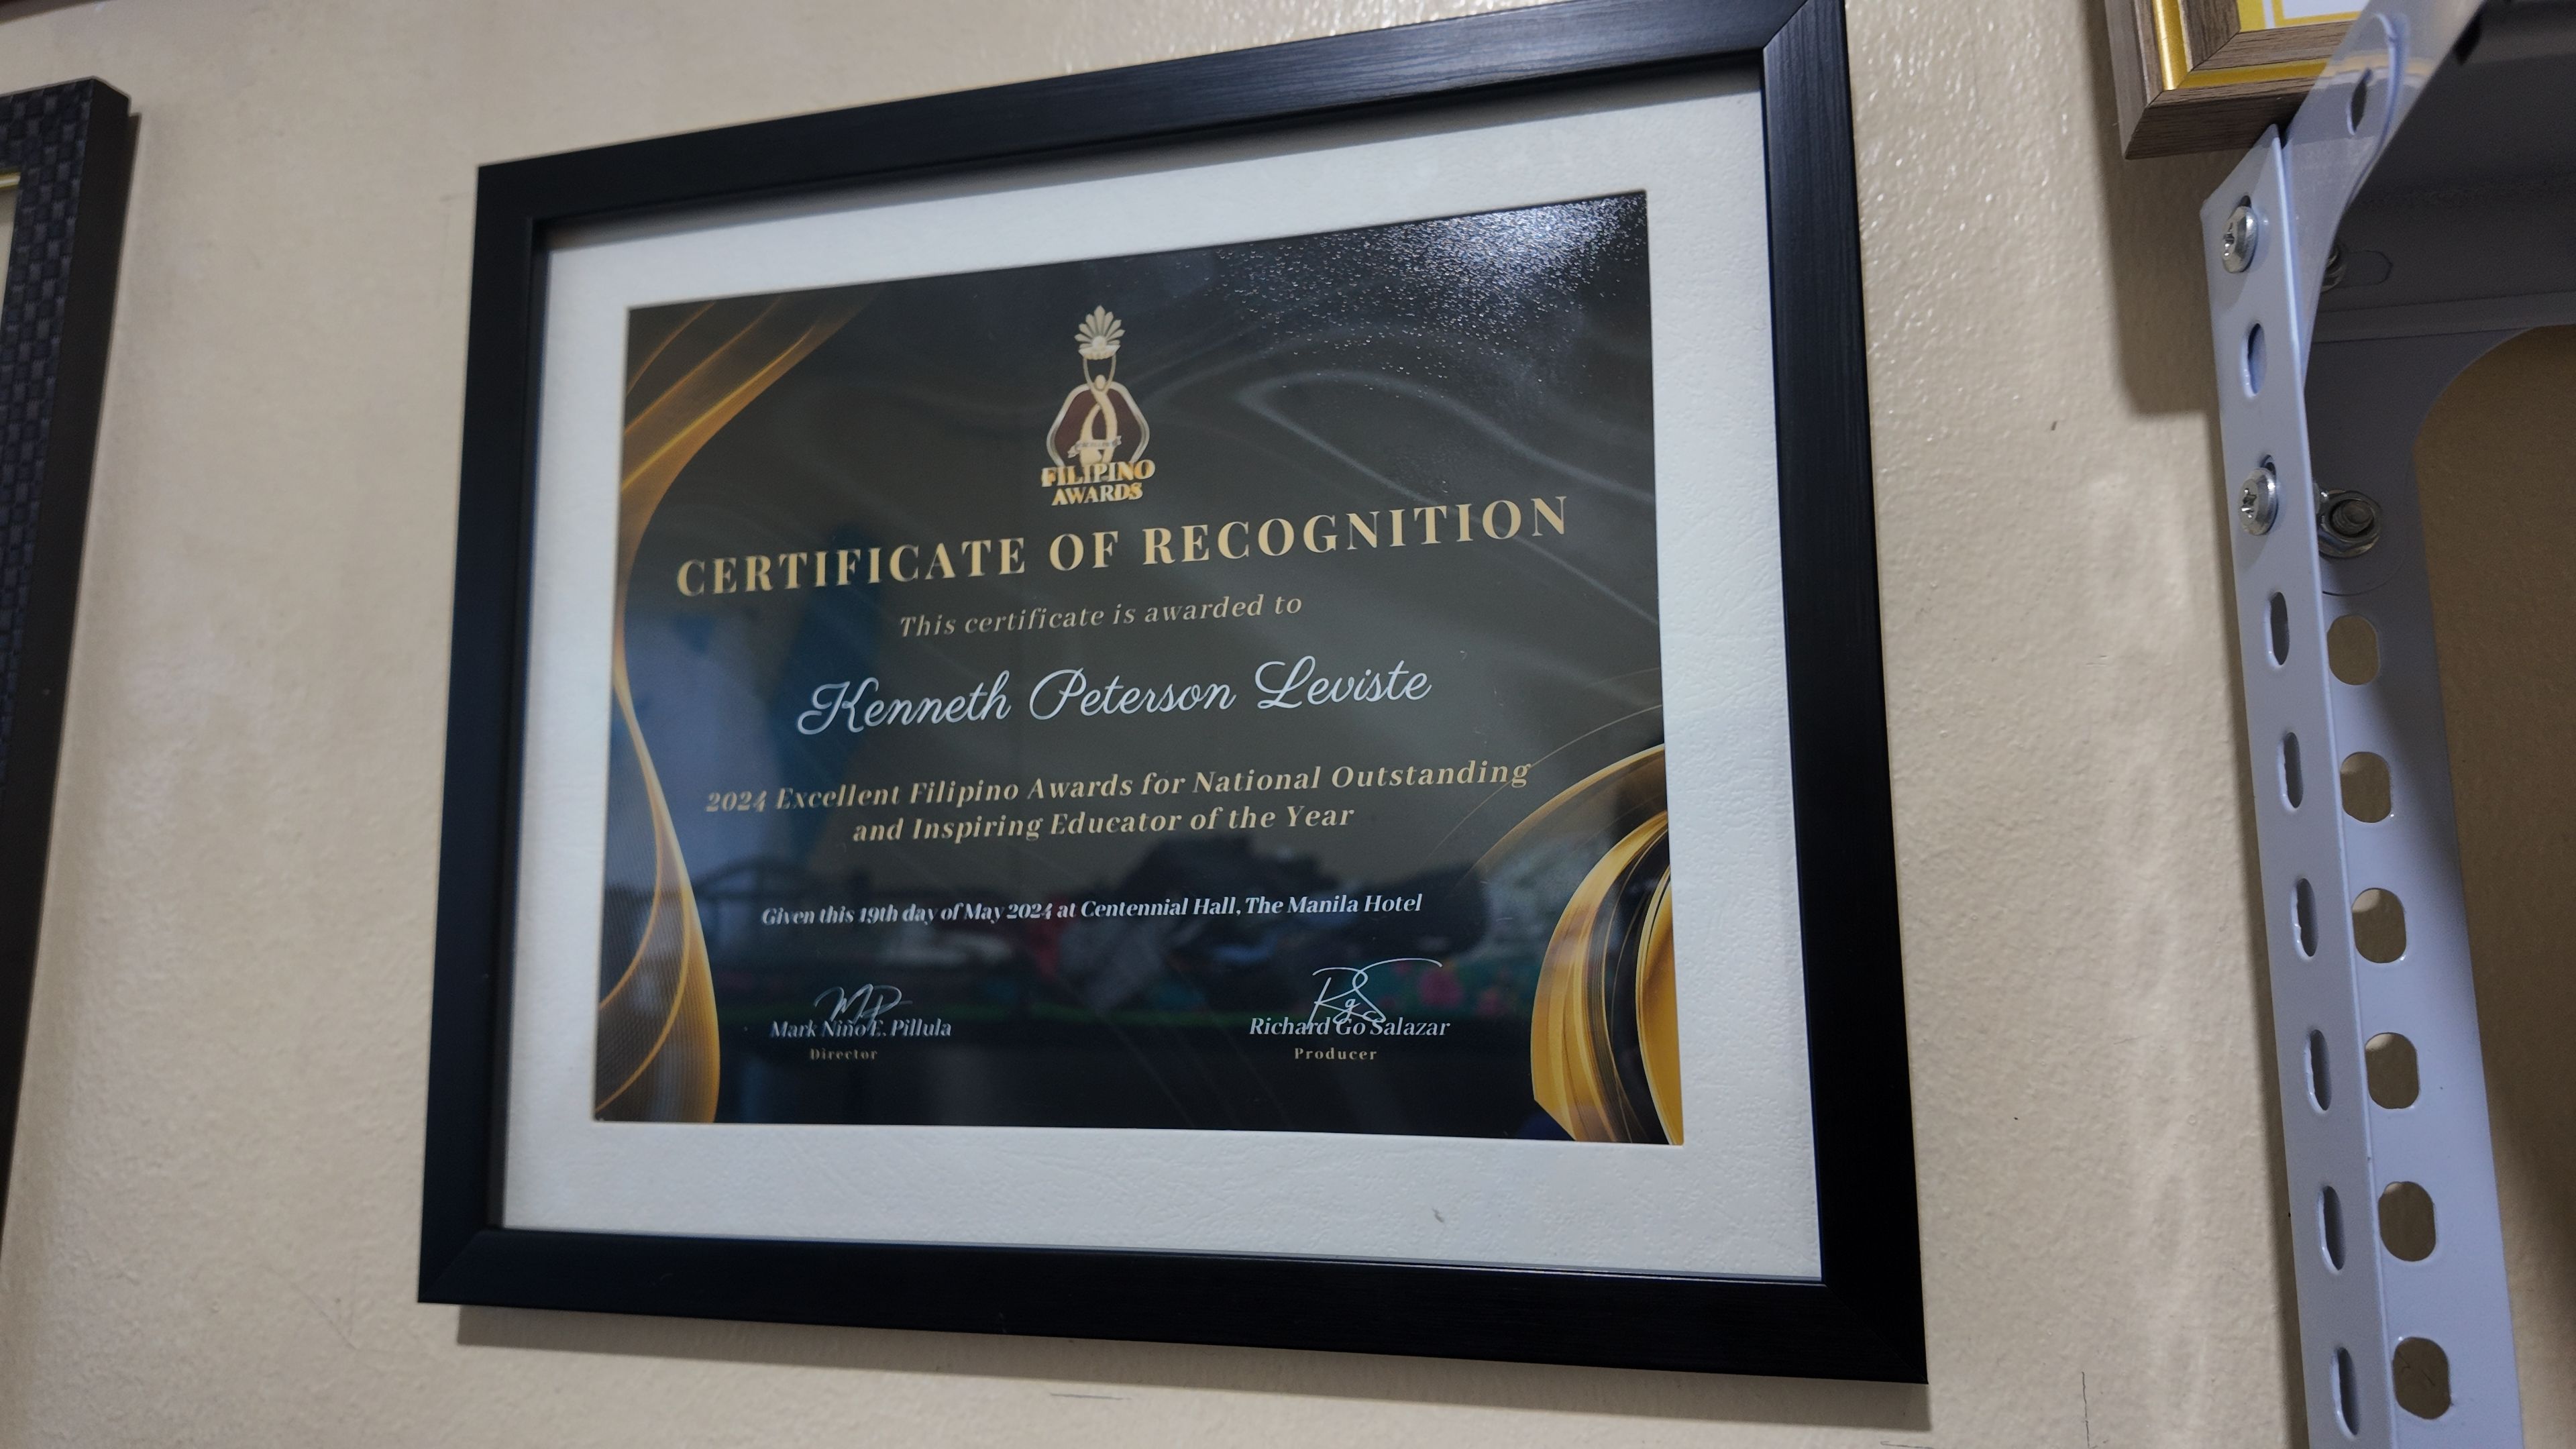 FILIPINO
AWARDS
CERTIFICATE OF RECOGNITION
This certificate is awarded to
Kenneth Peterson Leviste
2024 Excellent Filipino Awards for National Outstanding
and Inspiring Educator of the Year
Given this 19th day of May 2024 at Centennial Hall, The Manila Hotel
Mark Niño E. Pillula
Director
Richard Go Salazar
Producer